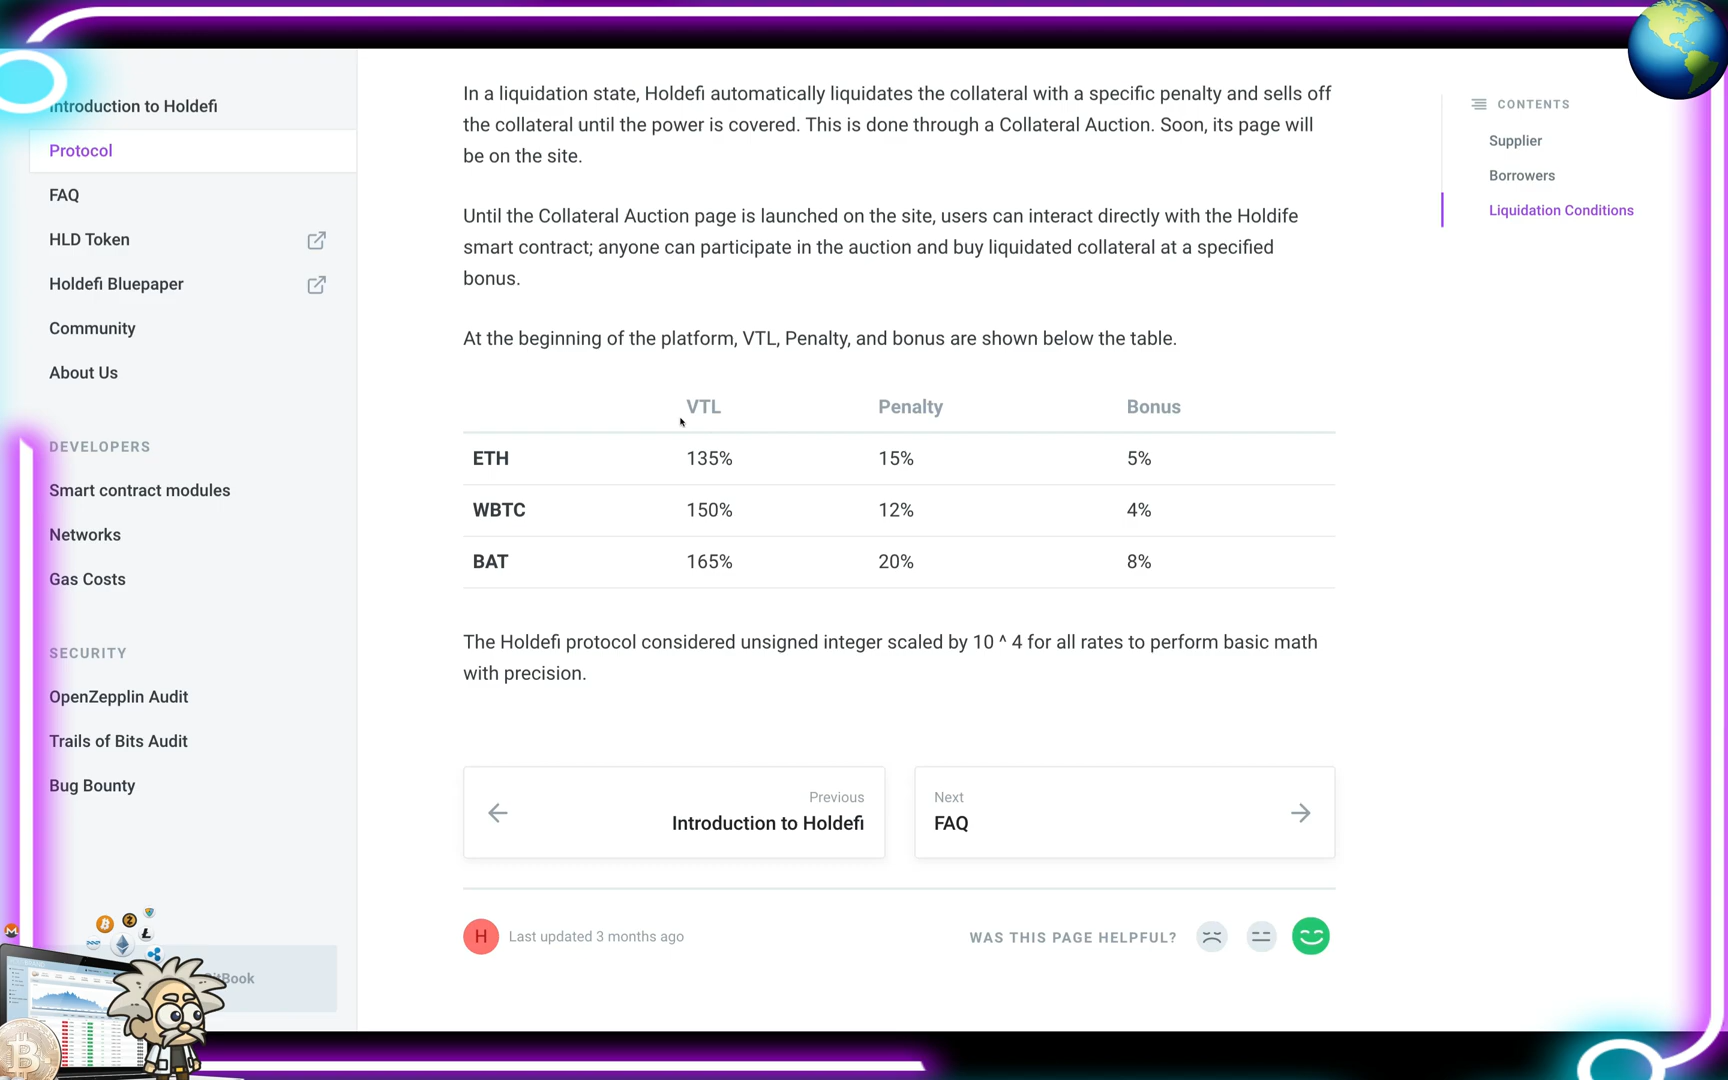 Introduction to Holdefi
Protocol
FAQ
HLD Token
Holdefi Bluepaper
Community
About Us
DEVELOPERS
Smart contract modules
Networks
Gas Costs
SECURITY
OpenZepplin Audit
Trails of Bits Audit
Bug Bounty
In a liquidation state, Holdefi automatically liquidates the collateral with a specific penalty and sells off
the collateral until the power is covered. This is done through a Collateral Auction. Soon, its page will
be on the site.
Until the Collateral Auction page is launched on the site, users can interact directly with the Holdife
smart contract; anyone can participate in the auction and buy liquidated collateral at a specified
bonus.
At the beginning of the platform, VTL, Penalty, and bonus are shown below the table.
VTL Penalty Bonus
ETH 135% 15% 5%
WBTC 150% 12% 4%
BAT 165% 20% 8%
The Holdefi protocol considered unsigned integer scaled by 10 ^ 4 for all rates to perform basic math
with precision.
Previous
Introduction to Holdefi
Next
FAQ
H Last updated 3 months ago
WAS THIS PAGE HELPFUL?
CONTENTS
Supplier
Borrowers
Liquidation Conditions